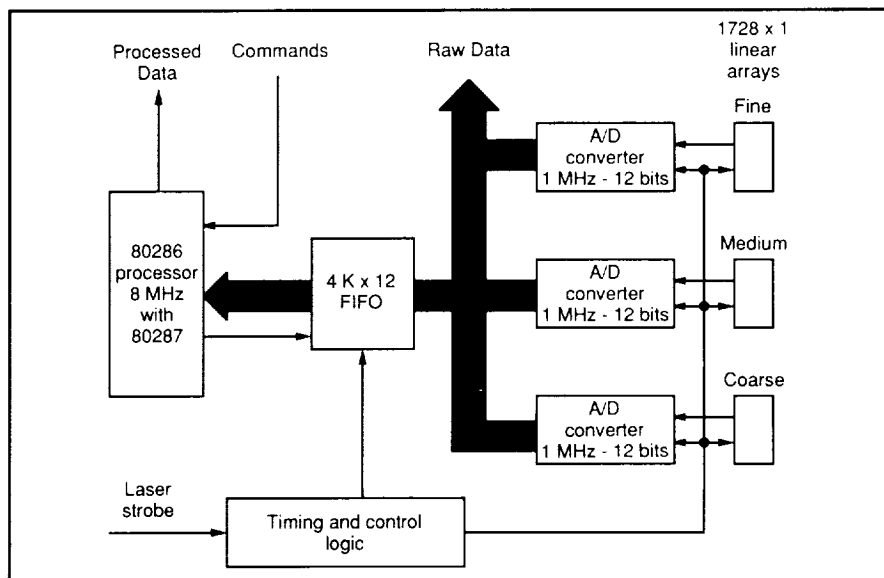 1728 x 1
linear
arrays
Processed
Data
Commands
Raw Data
Fine
A/D
converter
1 MHz - 12 bits
80286
processor
8 MHz
with
80287
4 K x 12
FIFO
Medium
A/D
converter
1 MHz - 12 bits
Coarse
A/D
converter
1 MHz - 12 bits
Laser
strobe
Timing and control
logic